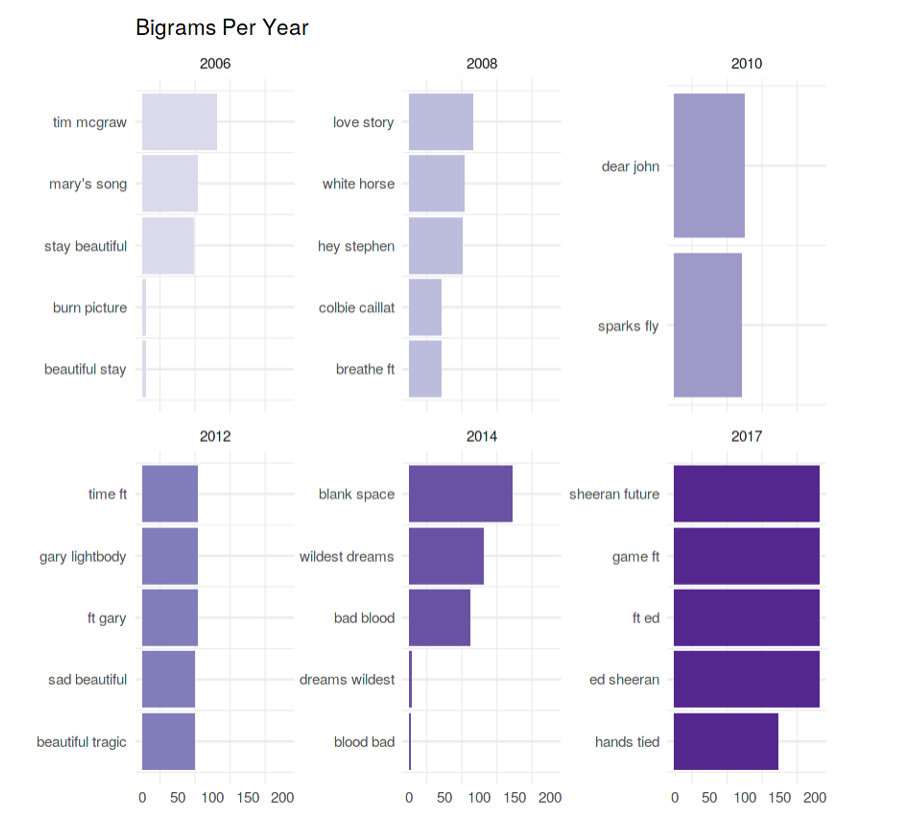 Bigrams Per Year
2006
tim mcgraw
mary's song
stay beautiful
burn picture
beautiful stay
2008
love story
white horse
hey stephen
colbie caillat
breathe ft
2010
dear john
sparks fly
2012
time ft
gary lightbody
ft gary
sad beautiful
beautiful tragic
0 50 100 150 200
2014
blank space
wildest dreams
bad blood
dreams wildest
blood bad
0 50 100 150 200
2017
sheeran future
game ft
ft ed
ed sheeran
hands tied
0 50 100 150 200